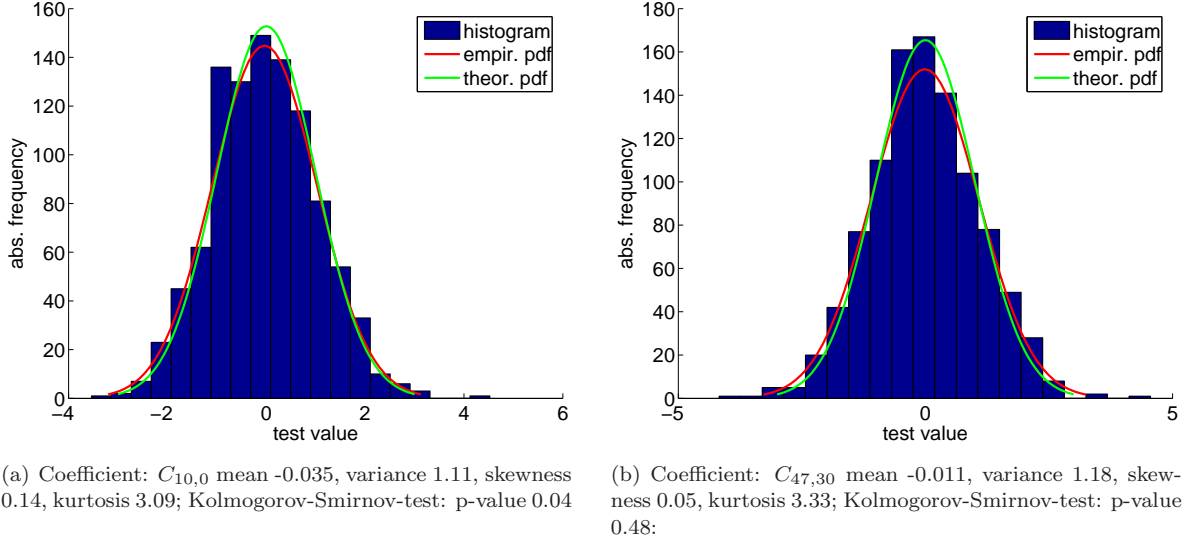 160
140
120
100
80
60
40
20
0
abs. frequency
−4
−2
0
2
4
6
test value
histogram
empir. pdf
theor. pdf
180
160
140
120
100
80
60
40
20
0
abs. frequency
−5
0
5
test value
histogram
empir. pdf
theor. pdf
(a) Coefficient: C10,0 mean -0.035, variance 1.11, skewness
0.14, kurtosis 3.09; Kolmogorov-Smirnov-test: p-value 0.04
(b) Coefficient: C47,30 mean -0.011, variance 1.18, skew-
ness 0.05, kurtosis 3.33; Kolmogorov-Smirnov-test: p-value
0.48: